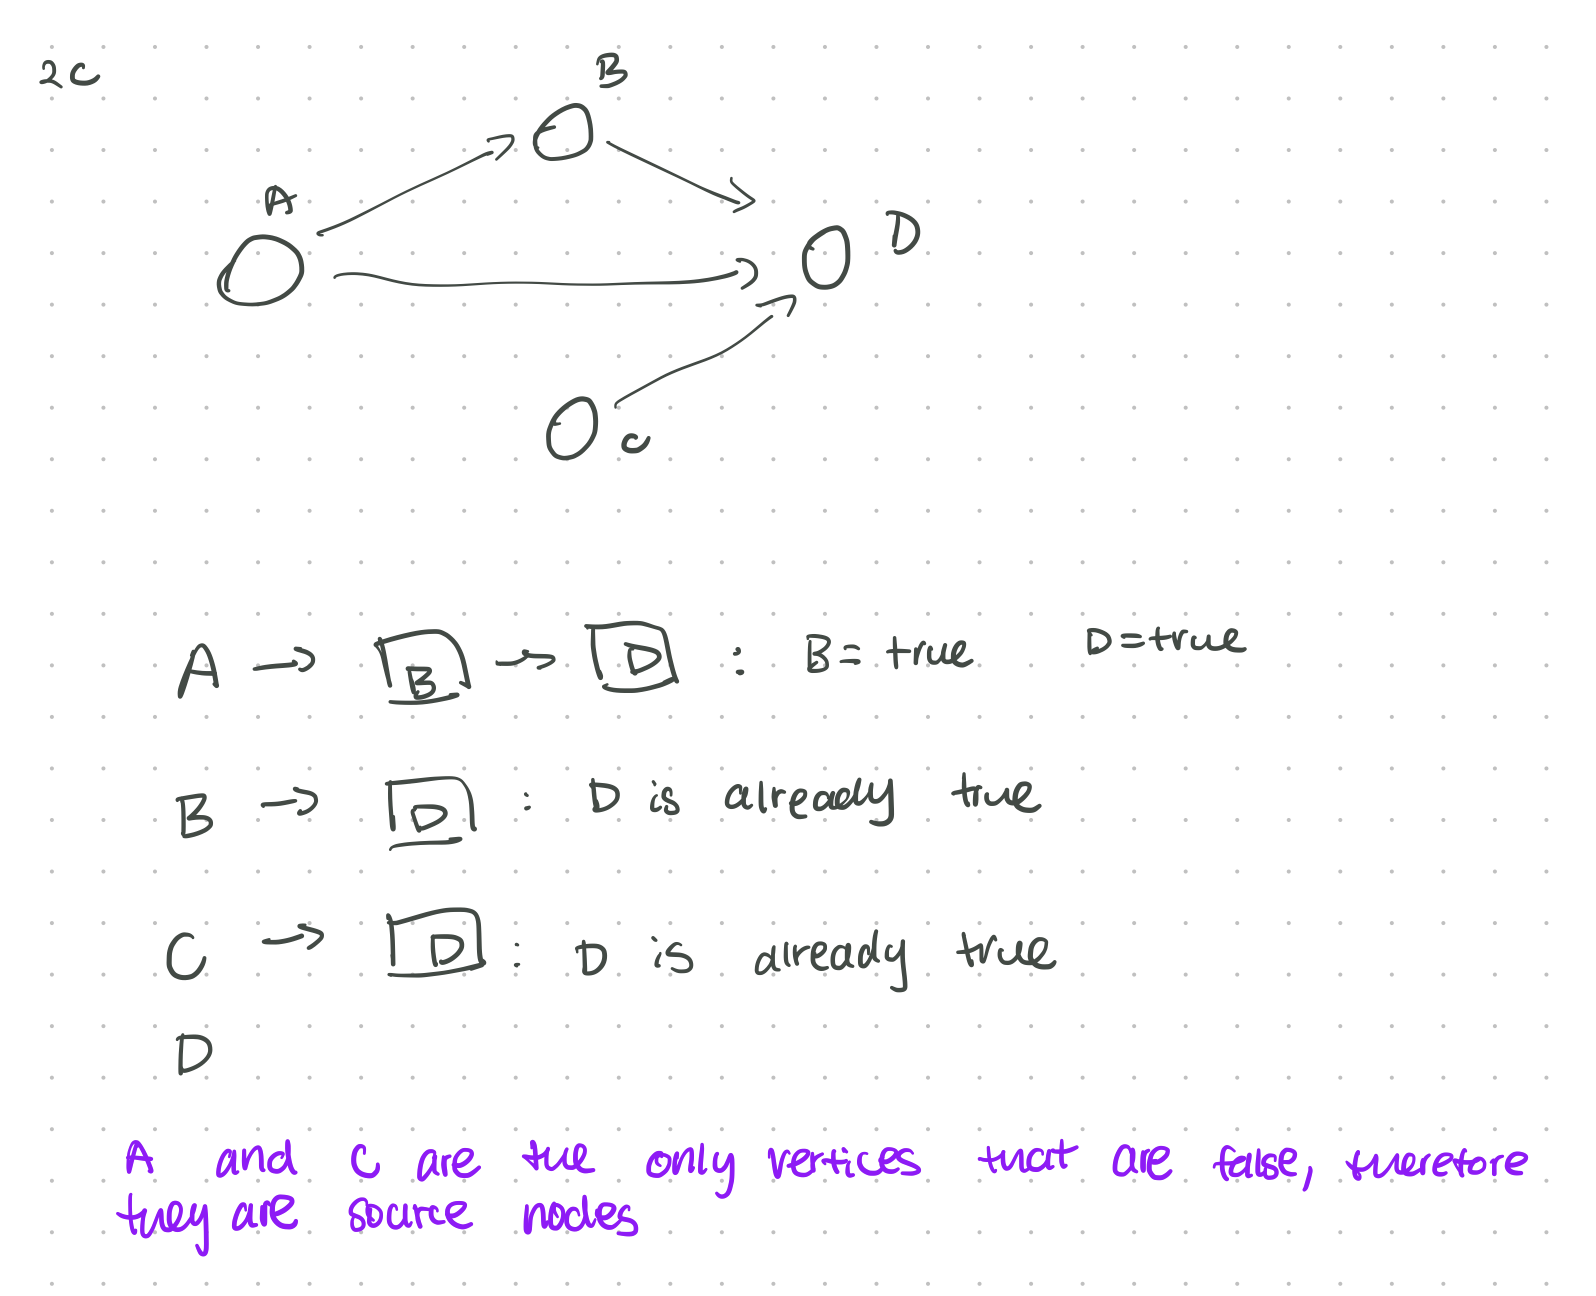 2C
B
A
D
C
A → B → D : B = true D = true
B → D : D is already true
C → D : D is already true
D
A and C are the only vertices that are false, therefore
they are source nodes